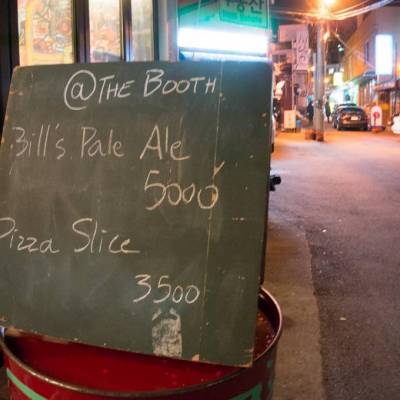 @THE BOOTH
Bill's Pale Ale
5000
Pizza Slice
3500